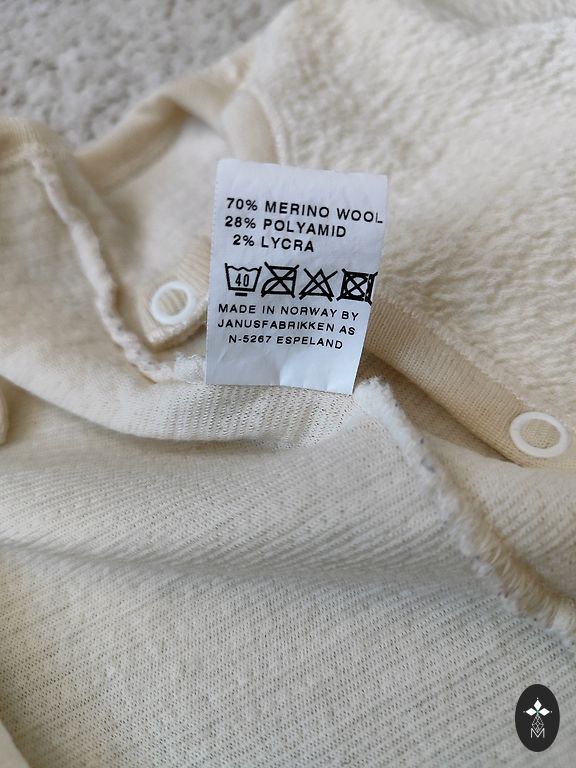 70% MERINO WOOL
28% POLYAMID
2% LYCRA
40
MADE IN NORWAY BY
JANUSFABRIKKEN AS
N-5267 ESPELAND
M